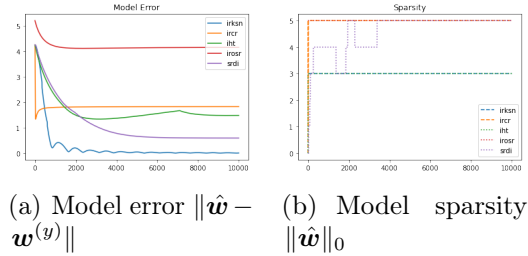 Model Error
5
4
3
2
1
0
irksn
ircr
iht
irosr
srdi
0 2000 4000 6000 8000 10000
Sparsity
5
4
3
2
1
0
irksn
ircr
iht
irosr
srdi
0 2000 4000 6000 8000 10000
(a) Model error ‖ŵ −
w^(y)‖
(b) Model sparsity
‖ŵ‖₀